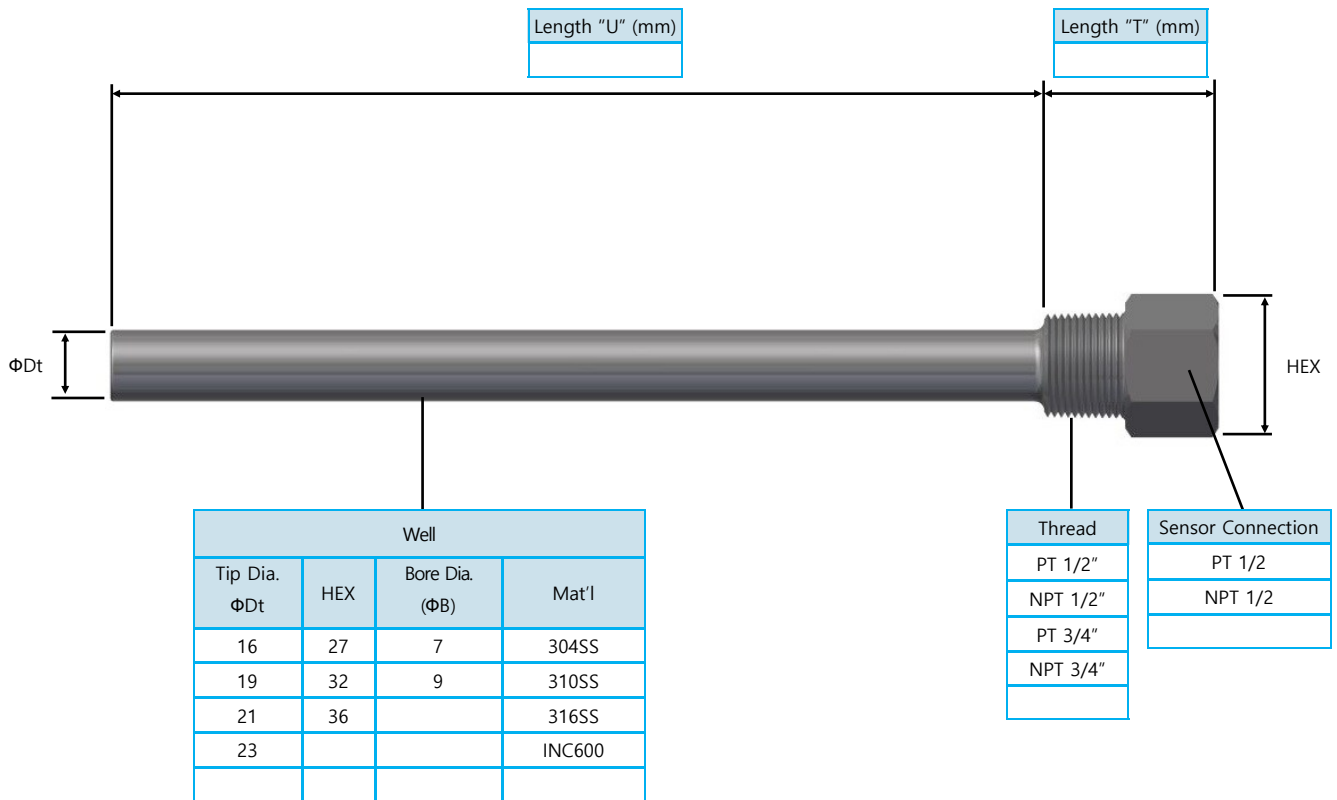 Length "U" (mm)
Length "T" (mm)
ΦDt
HEX
Well
Tip Dia.
ΦDt
HEX
Bore Dia.
(ΦB)
Mat'l
16 27 7 304SS
19 32 9 310SS
21 36 316SS
23 INC600
Thread
PT 1/2"
NPT 1/2"
PT 3/4"
NPT 3/4"
Sensor Connection
PT 1/2
NPT 1/2